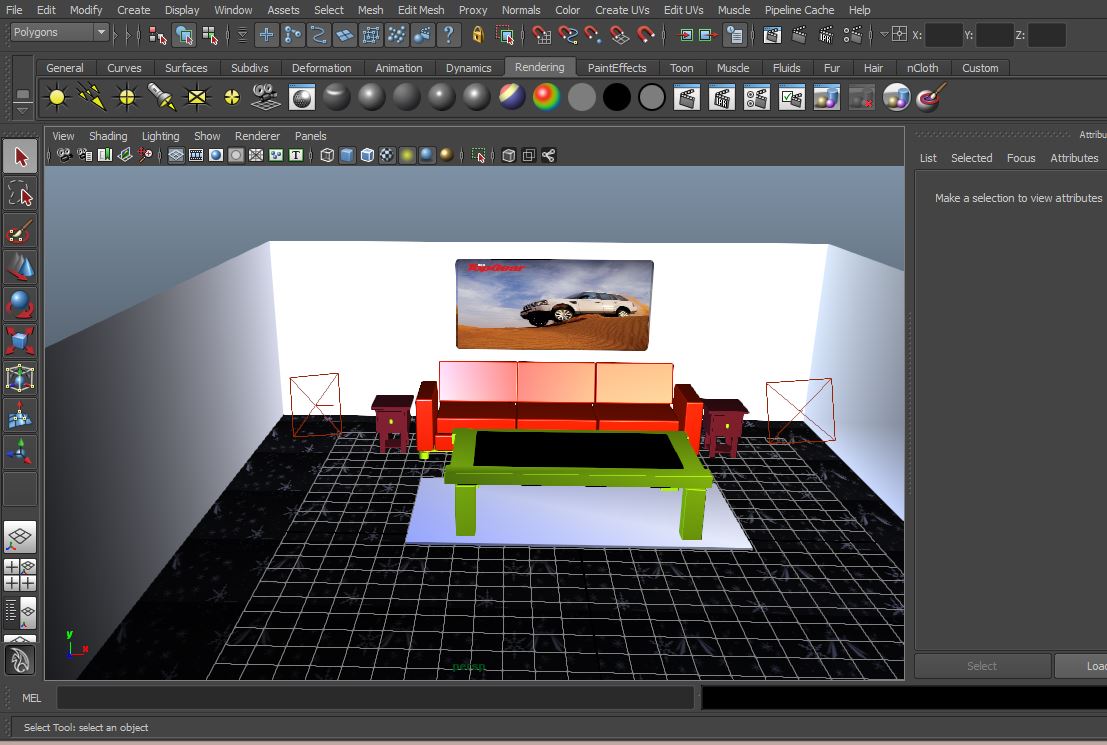 File Edit Modify Create Display Window Assets Select Mesh Edit Mesh Proxy Normals Color Create UVs Edit UVs Muscle Pipeline Cache Help
Polygons X: Y: Z:
General Curves Surfaces Subdivs Deformation Animation Dynamics Rendering PaintEffects Toon Muscle Fluids Fur Hair nCloth Custom
View Shading Lighting Show Renderer Panels
Attribu
List Selected Focus Attributes
Make a selection to view attributes
TopGear
y
x
persp
Select Loa
MEL
Select Tool: select an object